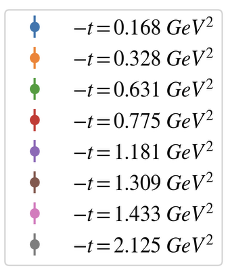 −t=0.168 GeV²
−t=0.328 GeV²
−t=0.631 GeV²
−t=0.775 GeV²
−t=1.181 GeV²
−t=1.309 GeV²
−t=1.433 GeV²
−t=2.125 GeV²